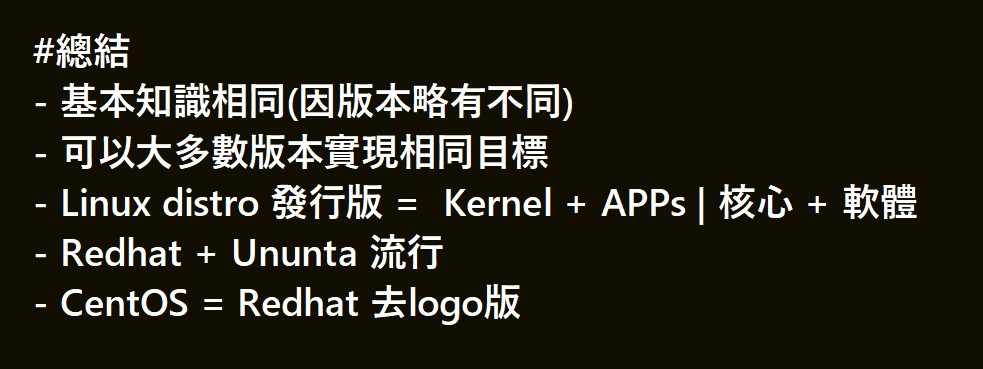 #總結
- 基本知識相同(因版本略有不同)
- 可以大多數版本實現相同目標
- Linux distro 發行版 =  Kernel + APPs | 核心 + 軟體
- Redhat + Ununta 流行
- CentOS = Redhat 去logo版